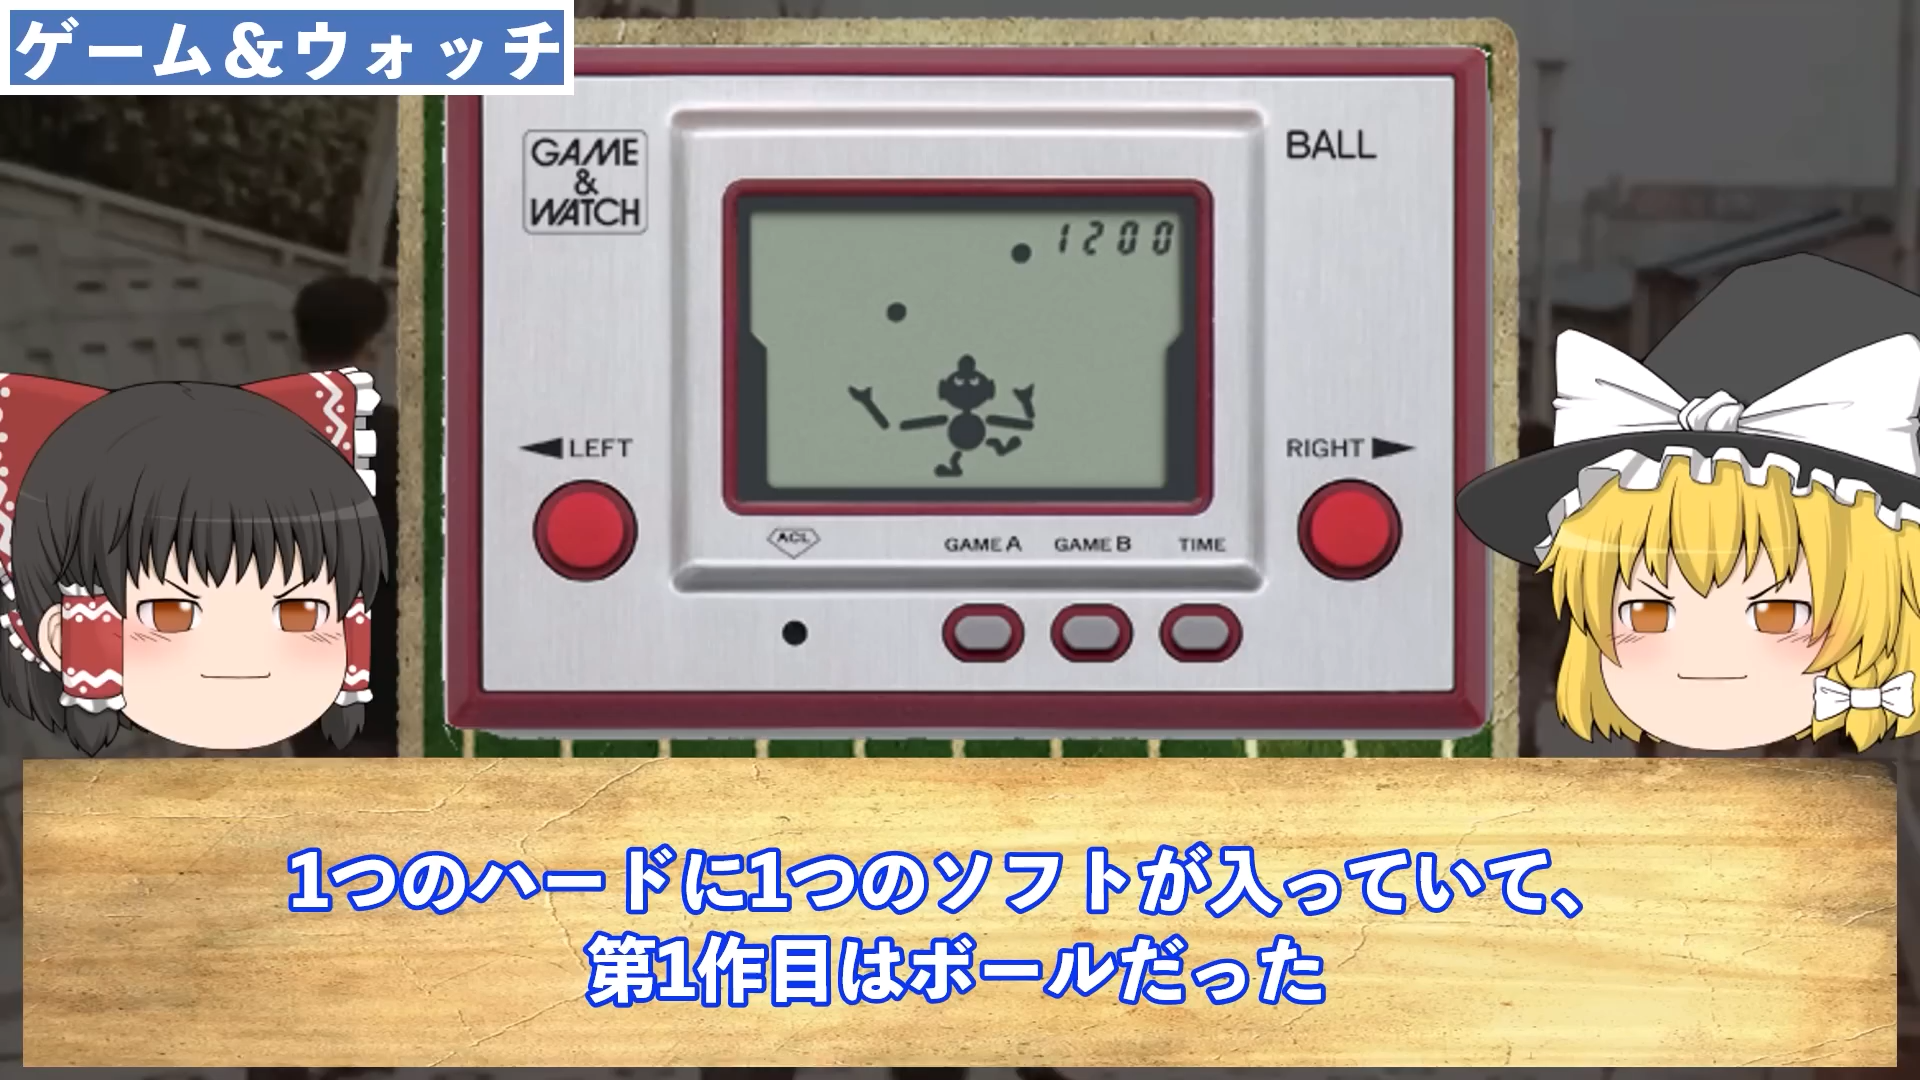 ゲーム&ウォッチ
GAME
&
WATCH
BALL
1200
◀LEFT
RIGHT▶
ACL
GAME A
GAME B
TIME
1つのハードに1つのソフトが入っていて、
第1作目はボールだった